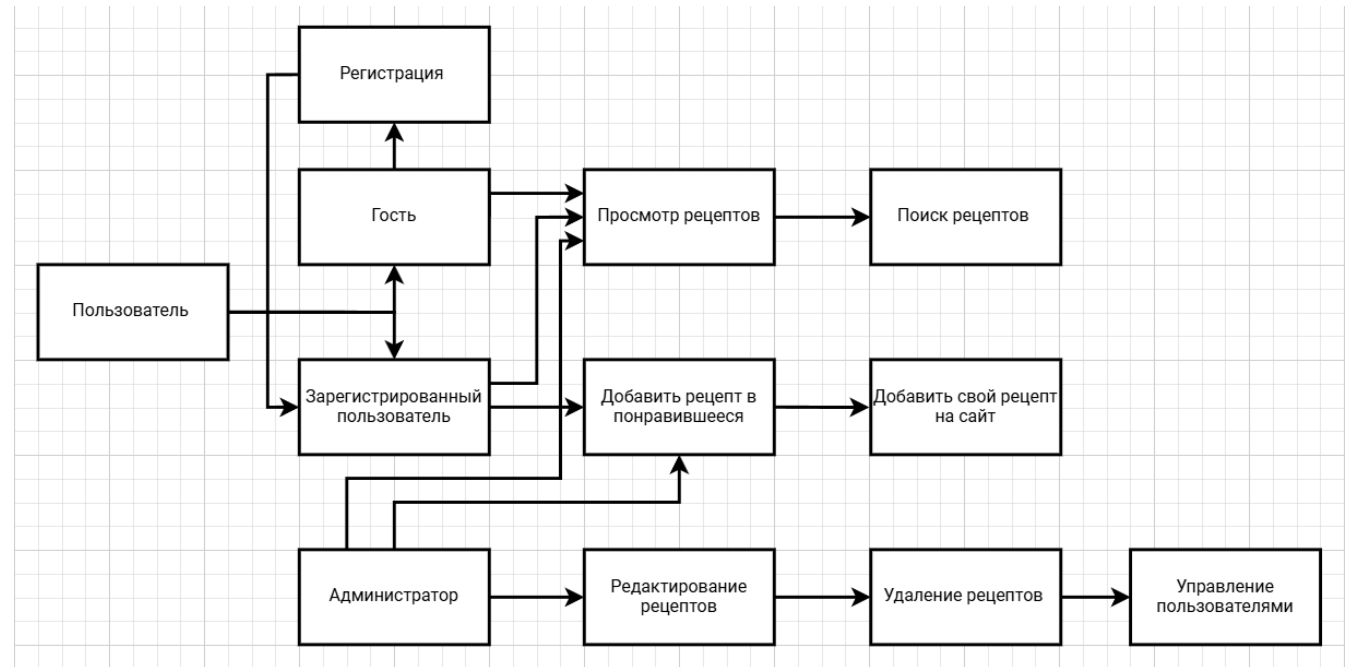 Регистрация
Гость
Просмотр рецептов
Поиск рецептов
Пользователь
Зарегистрированный
пользователь
Добавить рецепт в
понравившееся
Добавить свой рецепт
на сайт
Администратор
Редактирование
рецептов
Удаление рецептов
Управление
пользователями